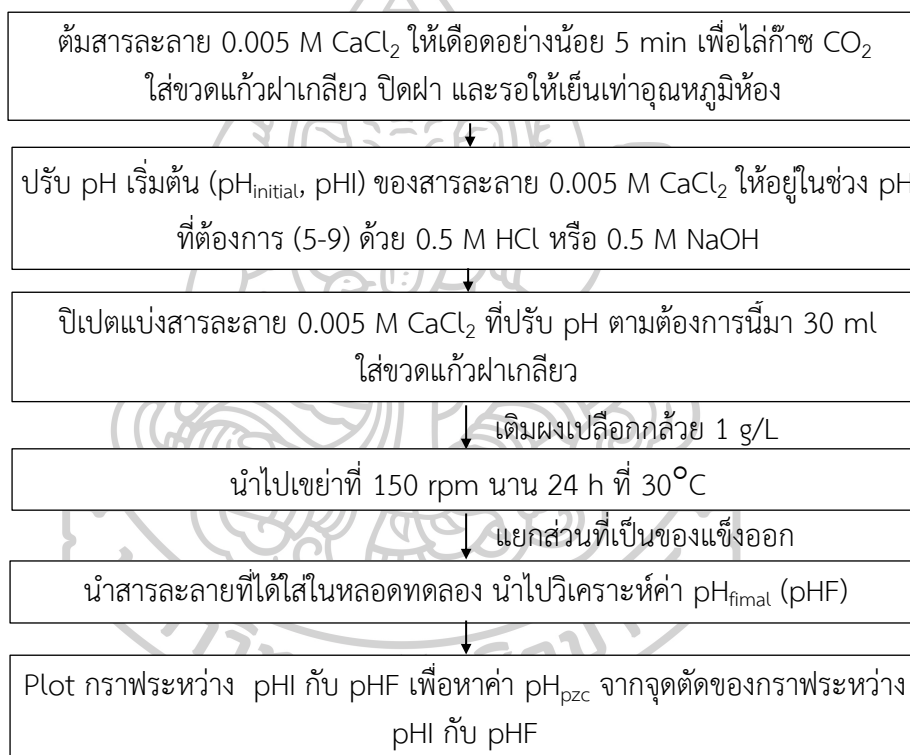 ต้มสารละลาย 0.005 M CaCl₂ ให้เดือดอย่างน้อย 5 min เพื่อไล่ก๊าซ CO₂
ใส่ขวดแก้วฝาเกลียว ปิดฝา และรอให้เย็นเท่าอุณหภูมิห้อง
ปรับ pH เริ่มต้น (pHinitial, pHI) ของสารละลาย 0.005 M CaCl₂ ให้อยู่ในช่วง pH
ที่ต้องการ (5-9) ด้วย 0.5 M HCl หรือ 0.5 M NaOH
ปิเปตแบ่งสารละลาย 0.005 M CaCl₂ ที่ปรับ pH ตามต้องการนี้มา 30 ml
ใส่ขวดแก้วฝาเกลียว
เติมผงเปลือกกล้วย 1 g/L
นำไปเขย่าที่ 150 rpm นาน 24 h ที่ 30°C
แยกส่วนที่เป็นของแข็งออก
นำสารละลายที่ได้ใส่ในหลอดทดลอง นำไปวิเคราะห์ค่า pHfimal (pHF)
Plot กราฟระหว่าง pHI กับ pHF เพื่อหาค่า pHpzc จากจุดตัดของกราฟระหว่าง
pHI กับ pHF